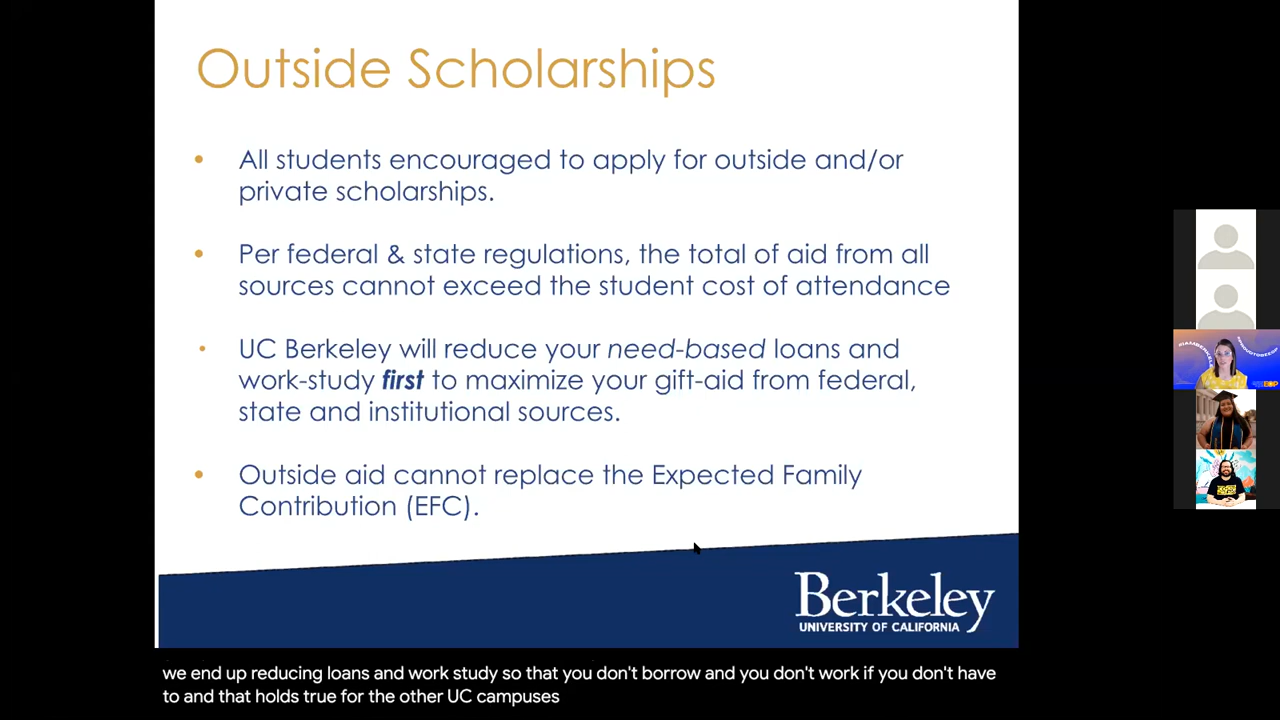 Outside Scholarships
• All students encouraged to apply for outside and/or
private scholarships.
• Per federal & state regulations, the total of aid from all
sources cannot exceed the student cost of attendance
• UC Berkeley will reduce your need-based loans and
work-study first to maximize your gift-aid from federal,
state and institutional sources.
• Outside aid cannot replace the Expected Family
Contribution (EFC).
Berkeley
UNIVERSITY OF CALIFORNIA
we end up reducing loans and work study so that you don't borrow and you don't work if you don't have
to and that holds true for the other UC campuses